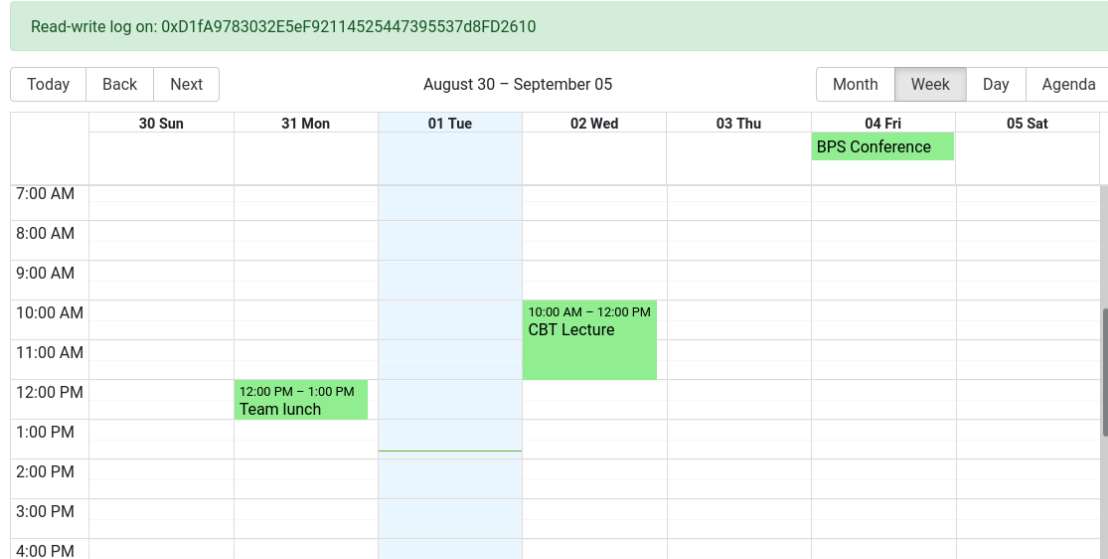 Read-write log on: 0xD1fA9783032E5eF92114525447395537d8FD2610
Today Back Next August 30 – September 05 Month Week Day Agenda
30 Sun 31 Mon 01 Tue 02 Wed 03 Thu 04 Fri 05 Sat
BPS Conference
7:00 AM
8:00 AM
9:00 AM
10:00 AM 10:00 AM – 12:00 PM
CBT Lecture
11:00 AM
12:00 PM 12:00 PM – 1:00 PM
Team lunch
1:00 PM
2:00 PM
3:00 PM
4:00 PM